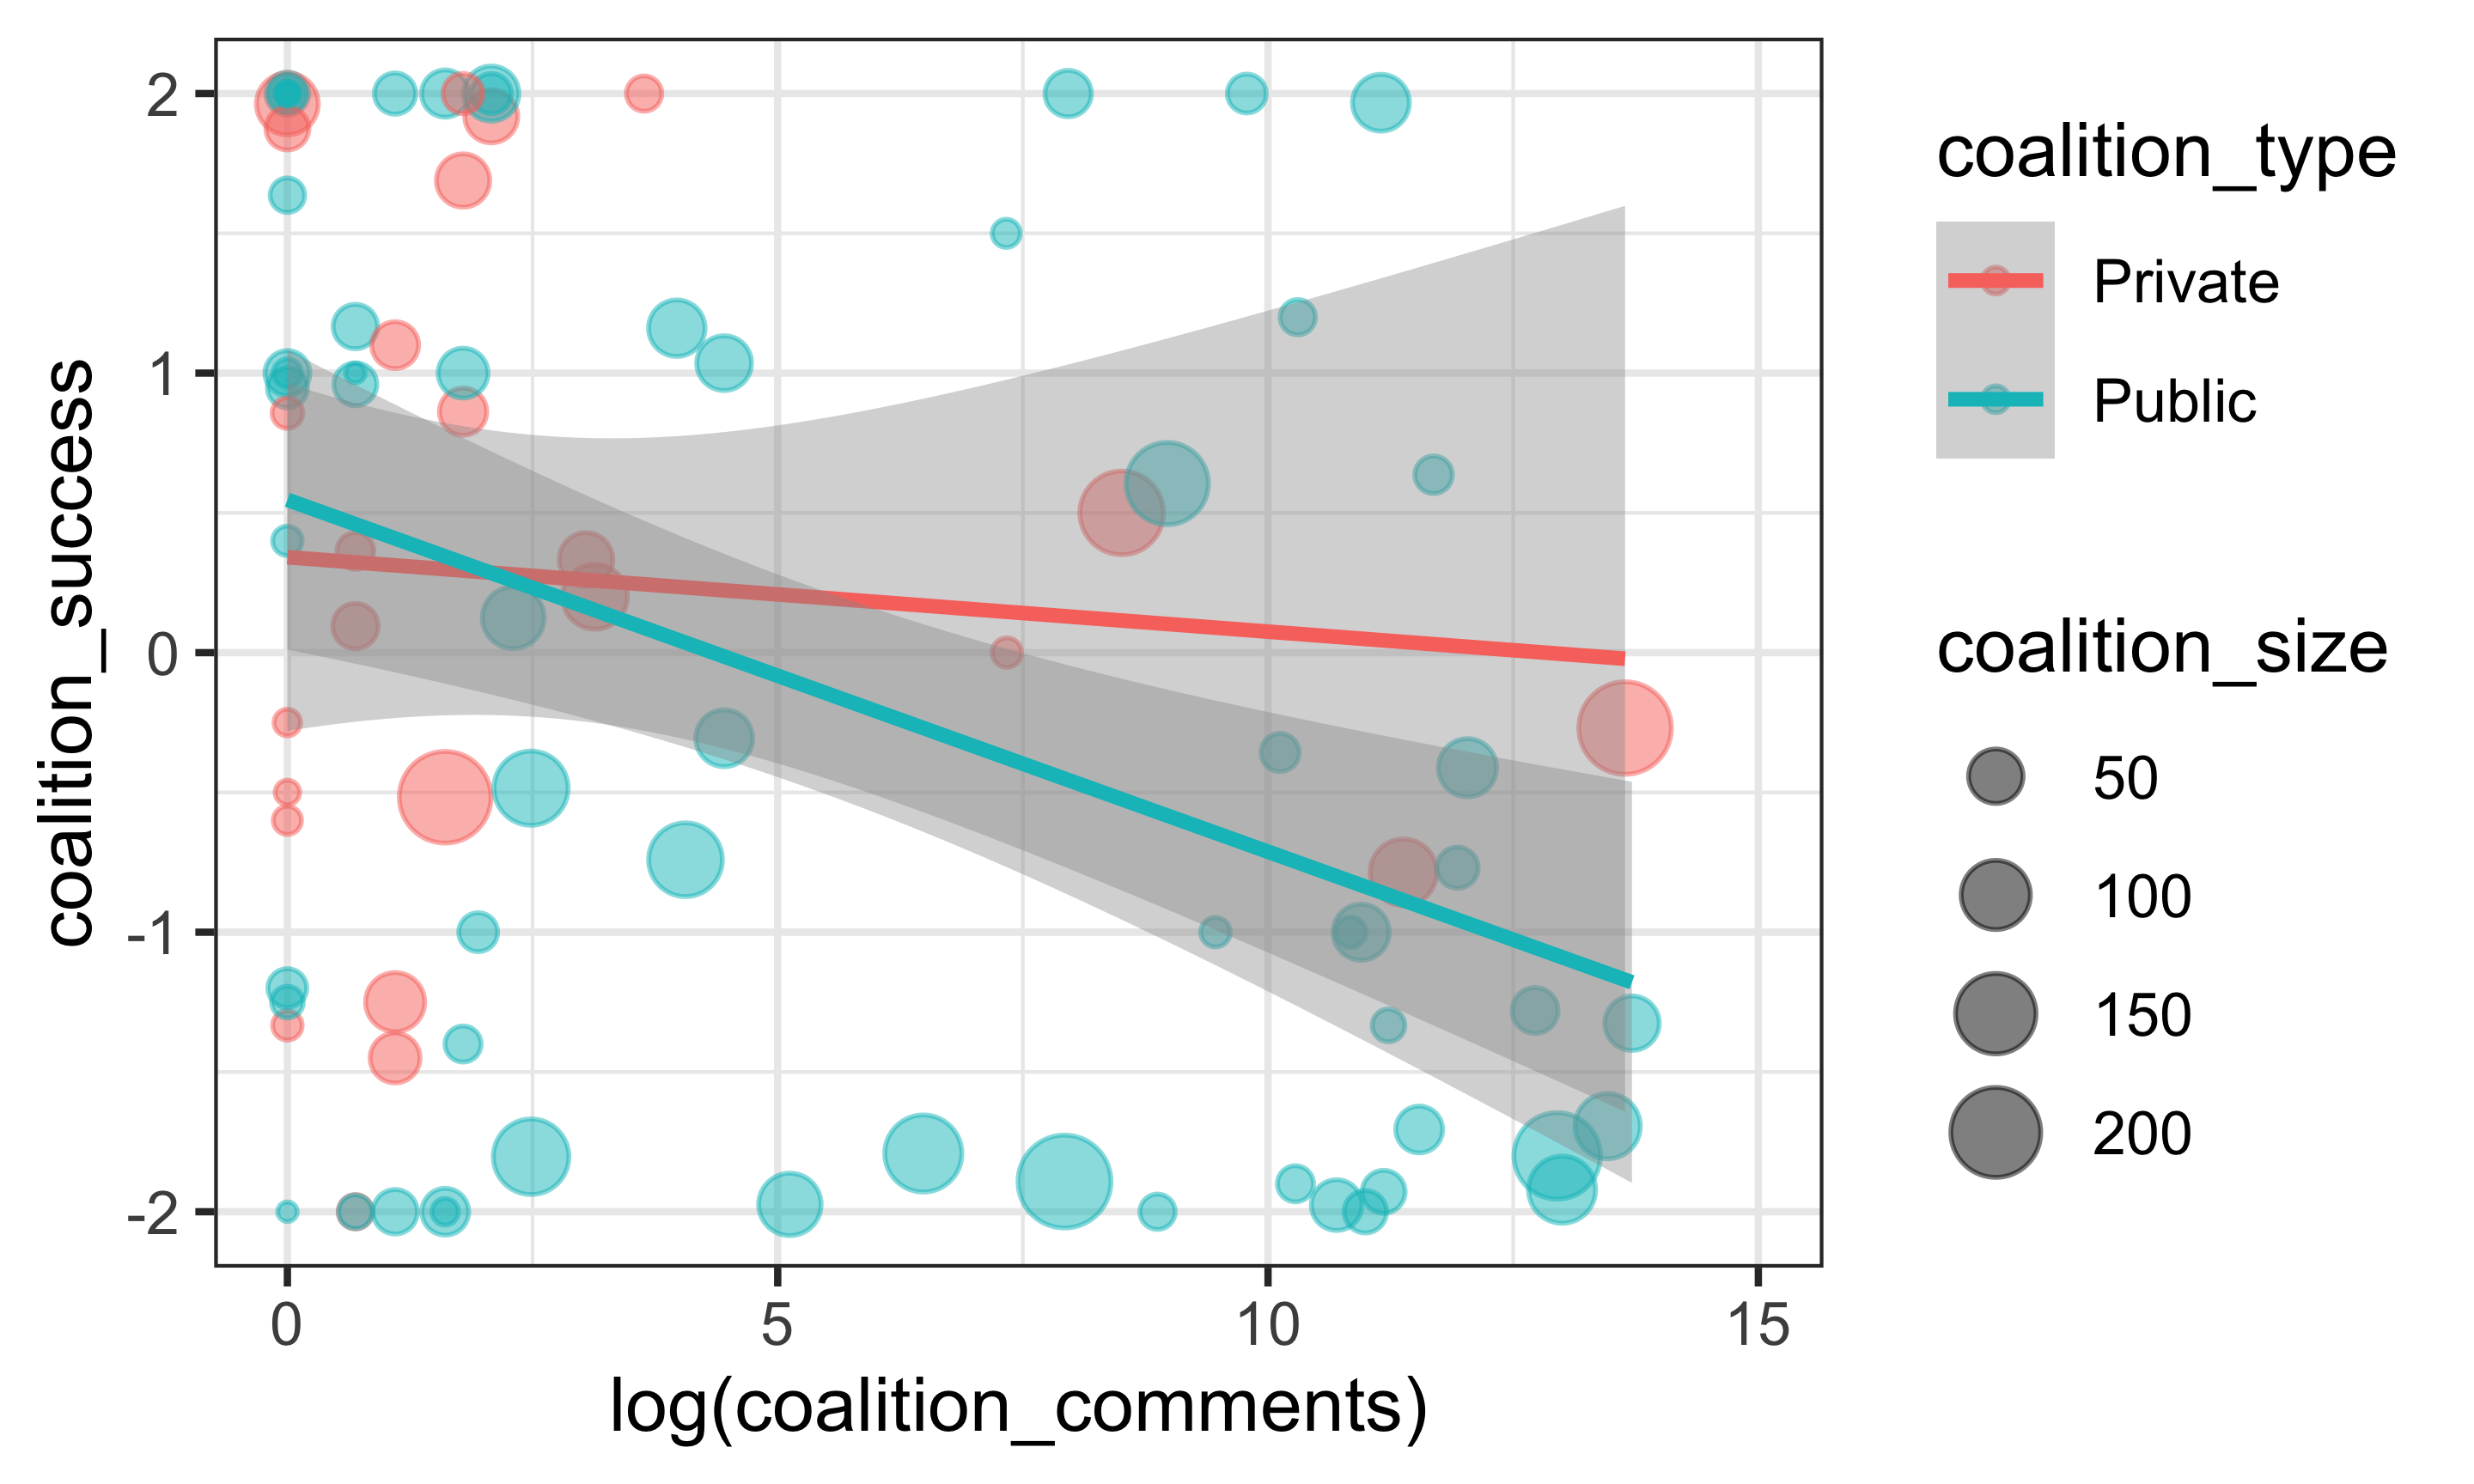 coalition_success
2
1
0
-1
-2
0 5 10 15
log(coalition_comments)
coalition_type
Private
Public
coalition_size
50
100
150
200